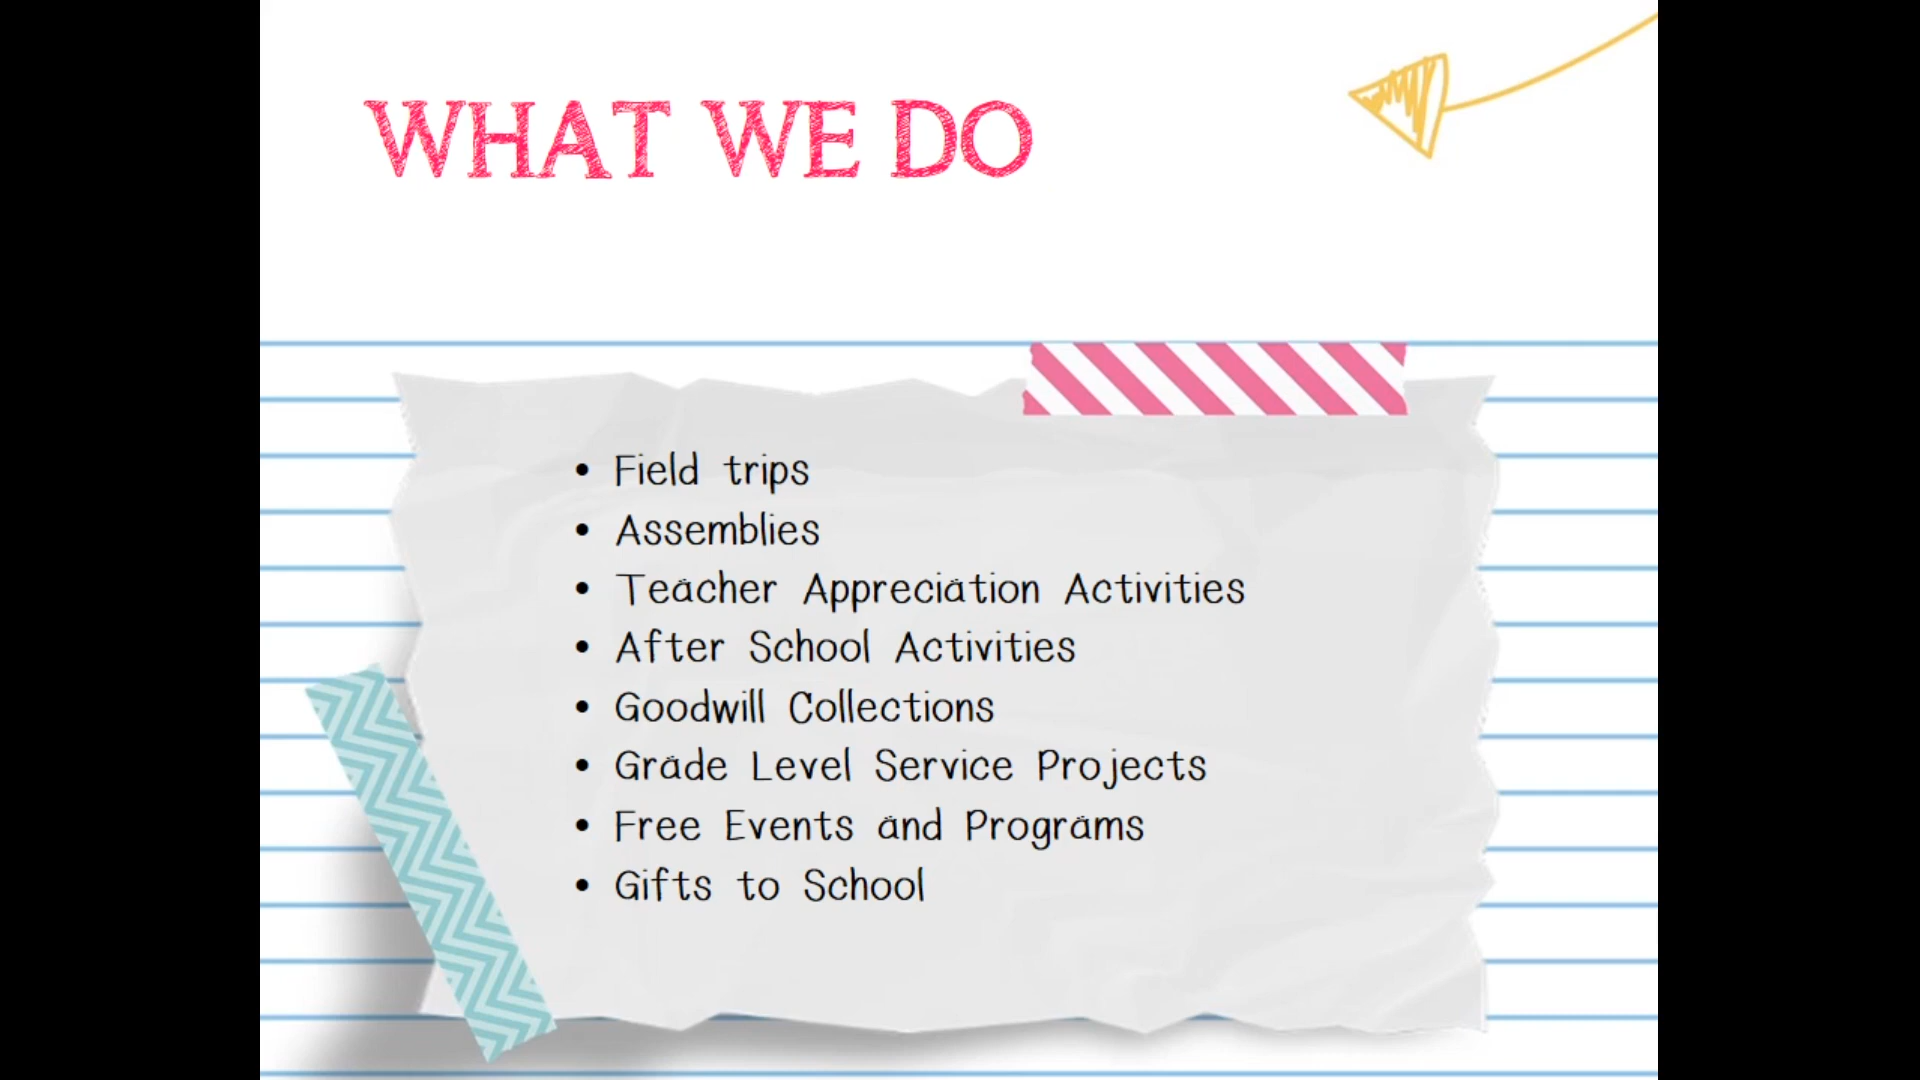 WHAT WE DO
• Field trips
• Assemblies
• Teacher Appreciation Activities
• After School Activities
• Goodwill Collections
• Grade Level Service Projects
• Free Events and Programs
• Gifts to School